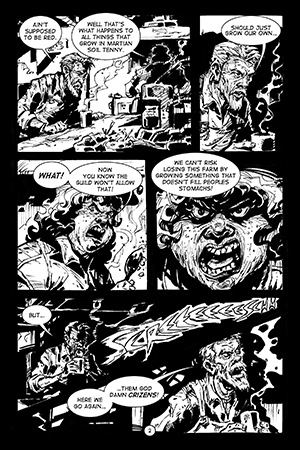 AIN'T
SUPPOSED
TO BE RED.
WELL THAT'S
WHAT HAPPENS TO
ALL THINGS THAT
GROW IN MARTIAN
SOIL TENNY.
SHOULD JUST
GROW OUR OWN...
WHAT!
NOW
YOU KNOW THE
GUILD WON'T ALLOW
THAT!
WE CAN'T RISK
LOSING THIS FARM BY
GROWING SOMETHING THAT
DOESN'T FILL PEOPLES
STOMACHS!
BUT...
HERE WE
GO AGAIN...
...THEM GOD
DAMN CRIZENS!